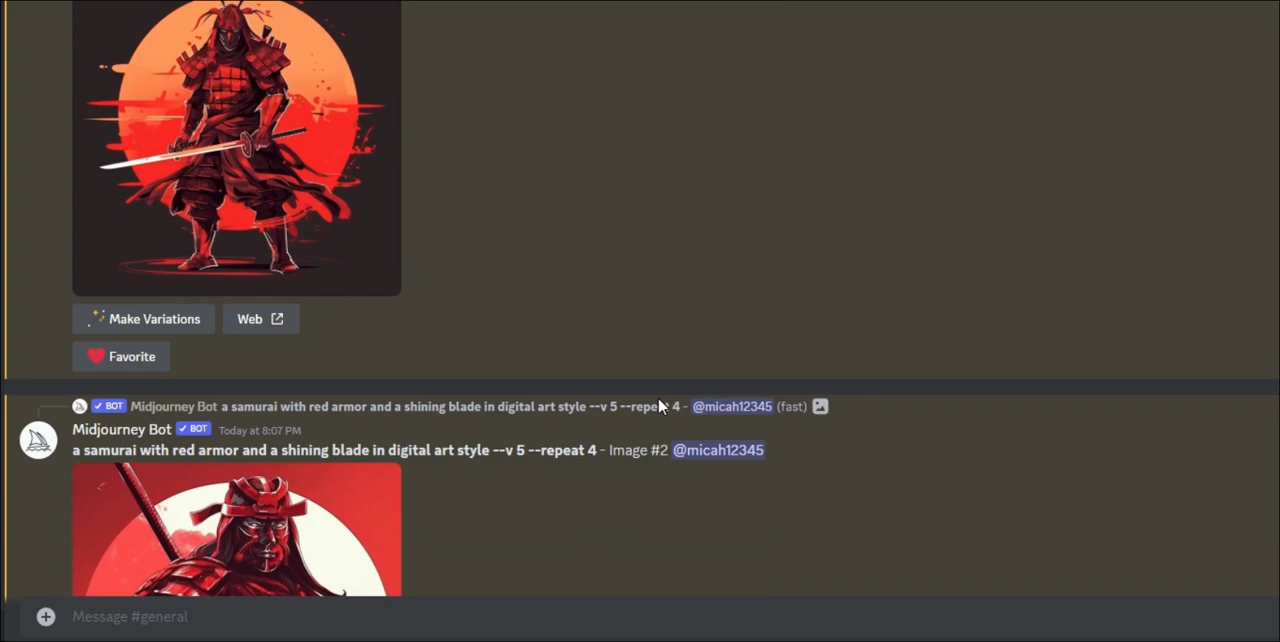 Make Variations
Web
Favorite
BOT Midjourney Bot a samurai with red armor and a shining blade in digital art style --v 5 --repeat 4 - @micah12345 (fast)
Midjourney Bot BOT Today at 8:07 PM
a samurai with red armor and a shining blade in digital art style --v 5 --repeat 4 - Image #2 @micah12345
Message #general